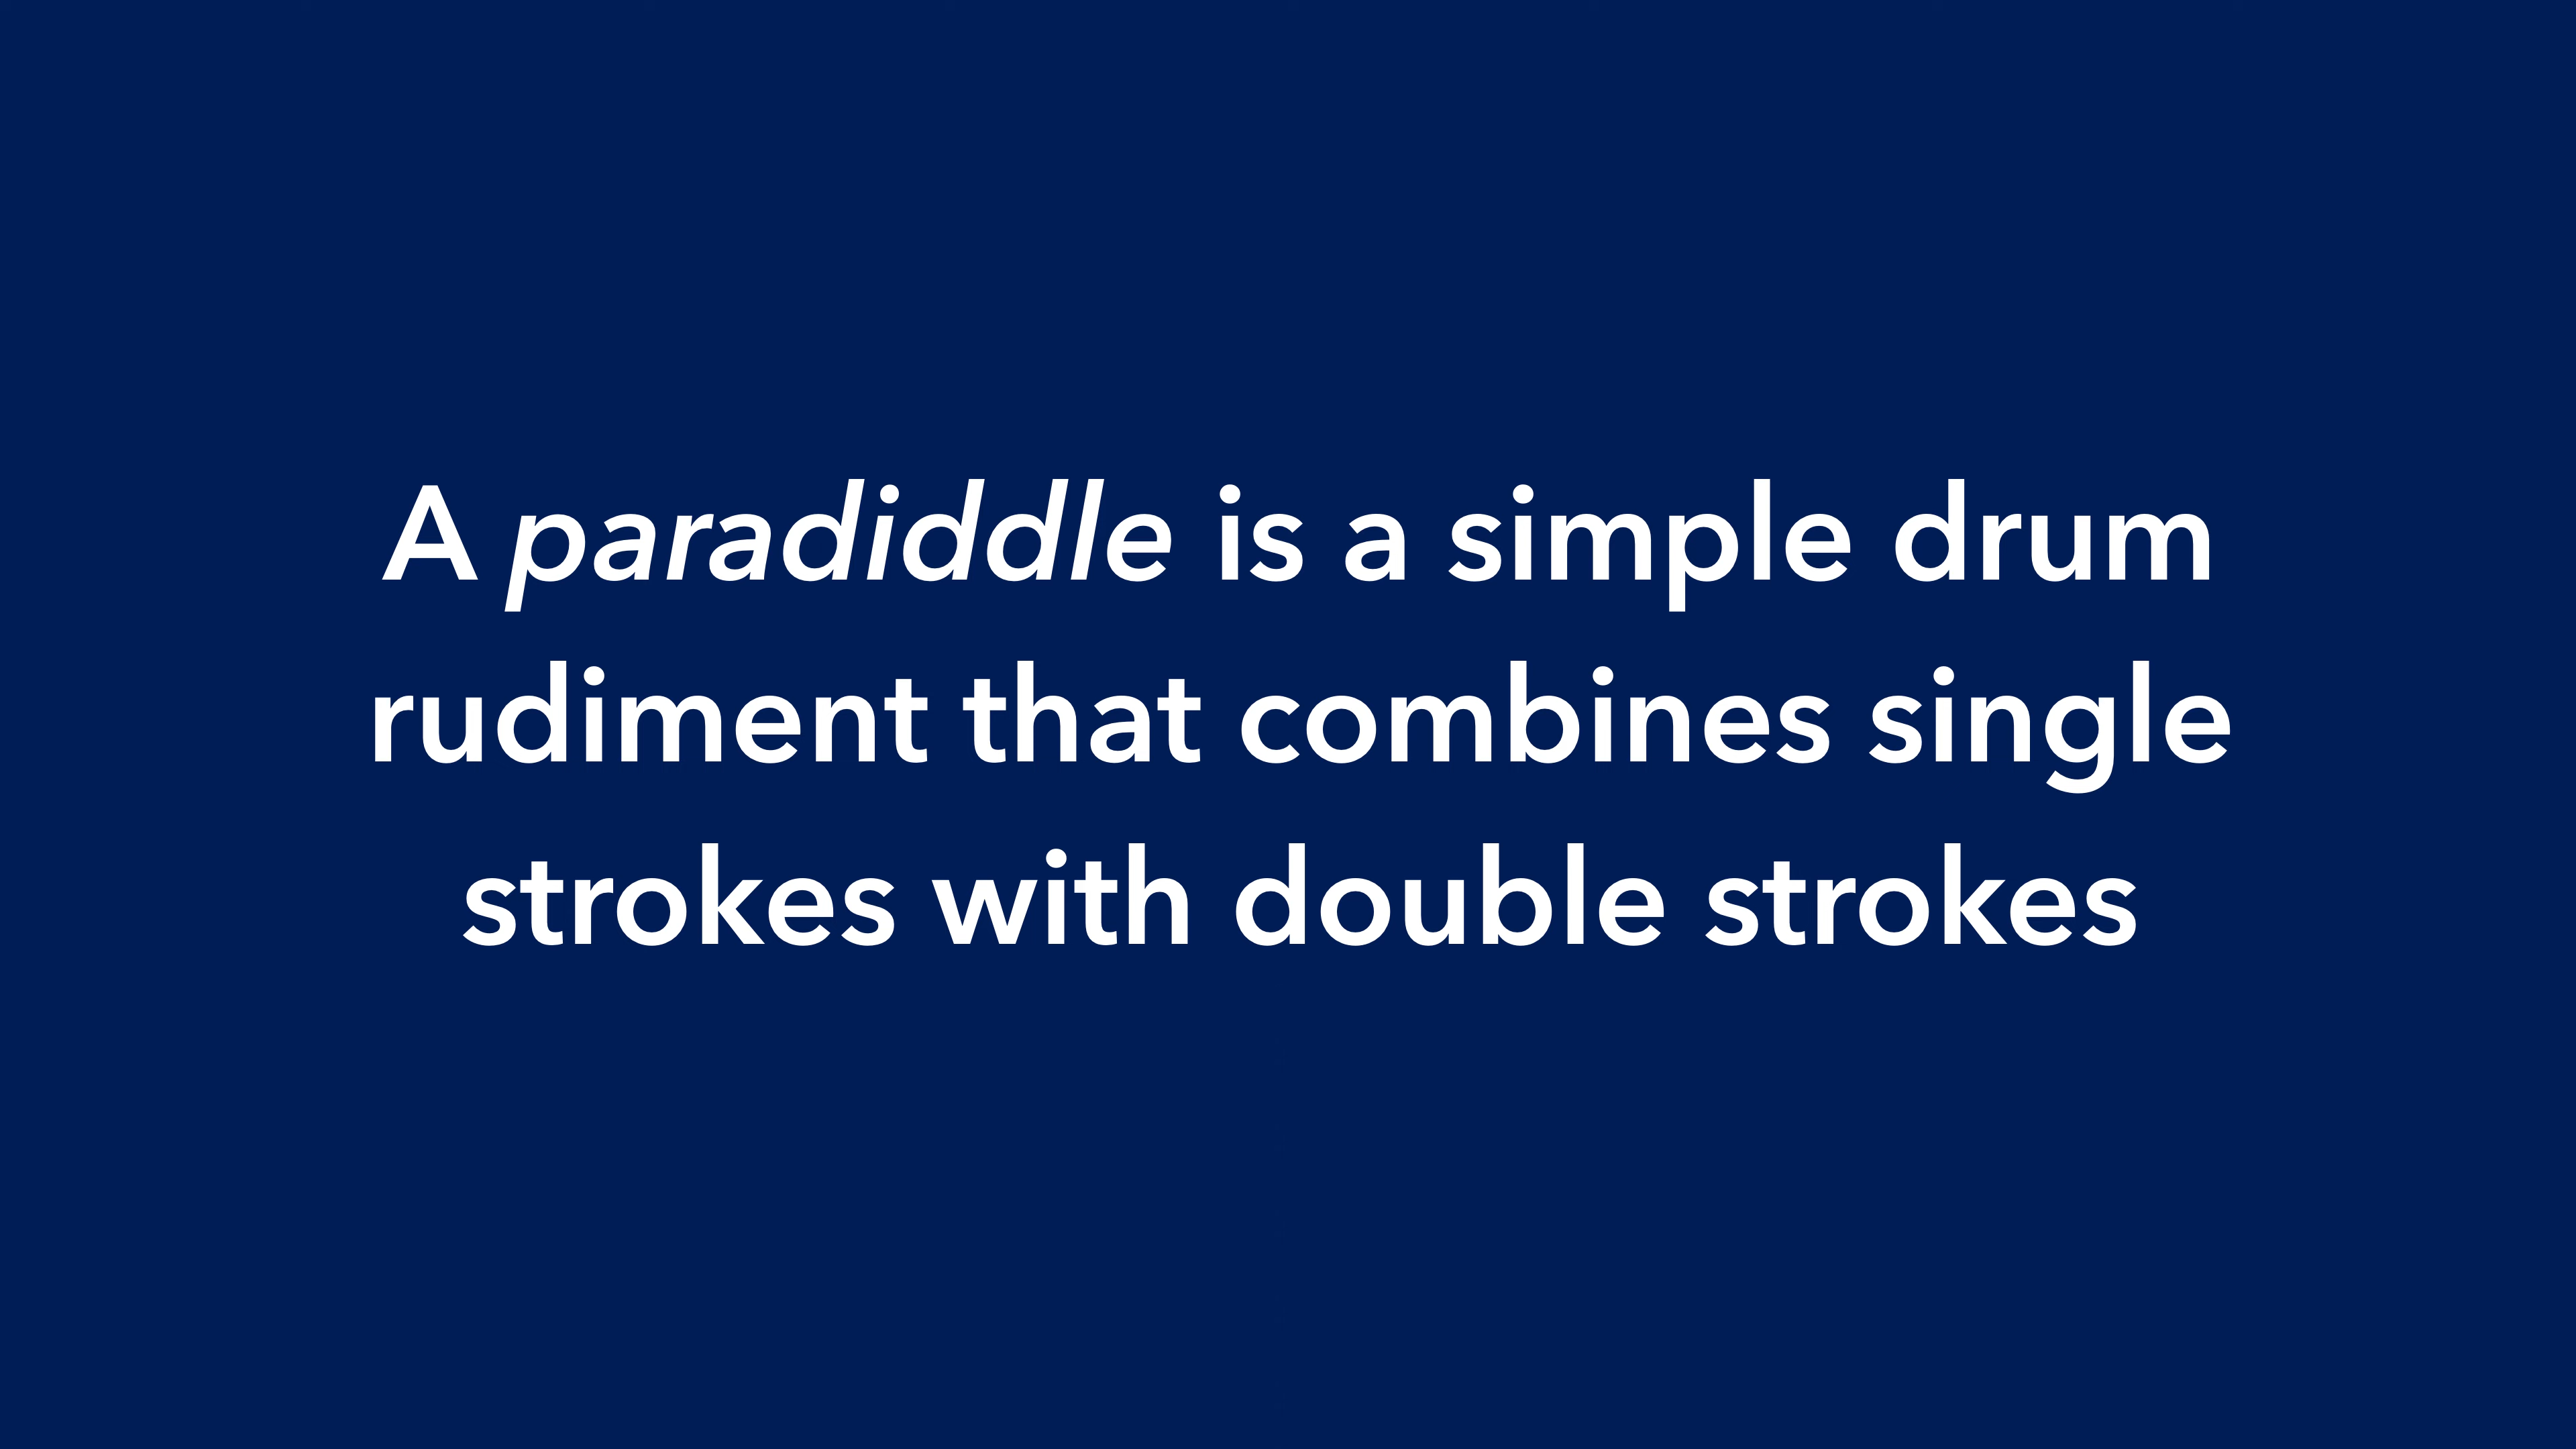 A paradiddle is a simple drum
rudiment that combines single
strokes with double strokes